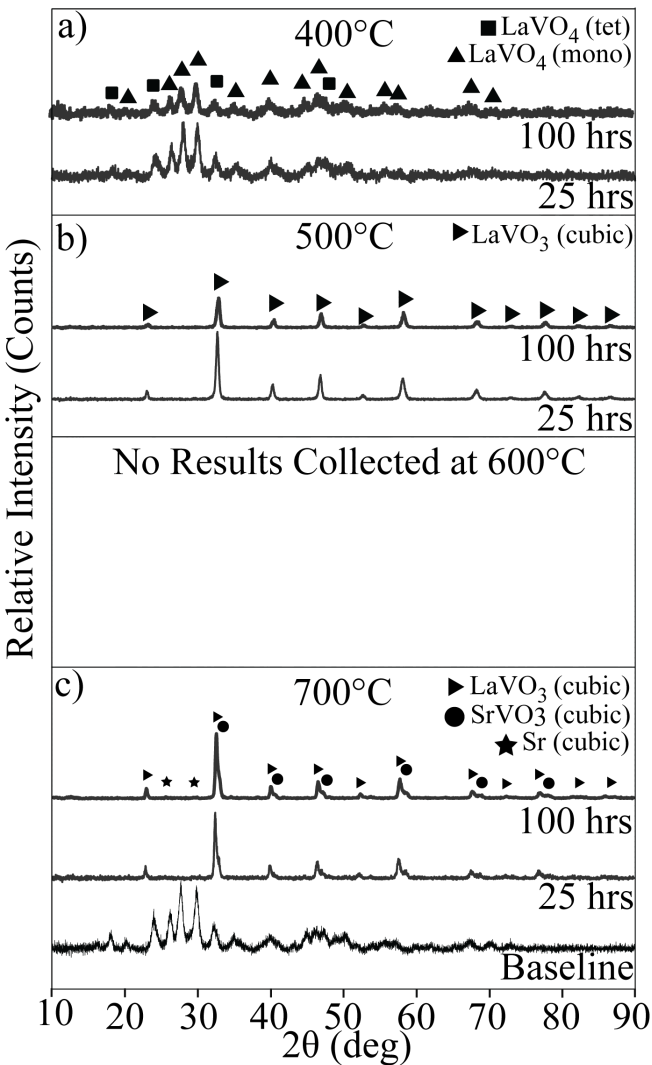 a)
400°C
LaVO₄ (tet)
LaVO₄ (mono)
100 hrs
25 hrs
b)
500°C
LaVO₃ (cubic)
100 hrs
25 hrs
No Results Collected at 600°C
c)
700°C
LaVO₃ (cubic)
SrVO3 (cubic)
Sr (cubic)
100 hrs
25 hrs
Baseline
10 20 30 40 50 60 70 80 90
2θ (deg)
Relative Intensity (Counts)